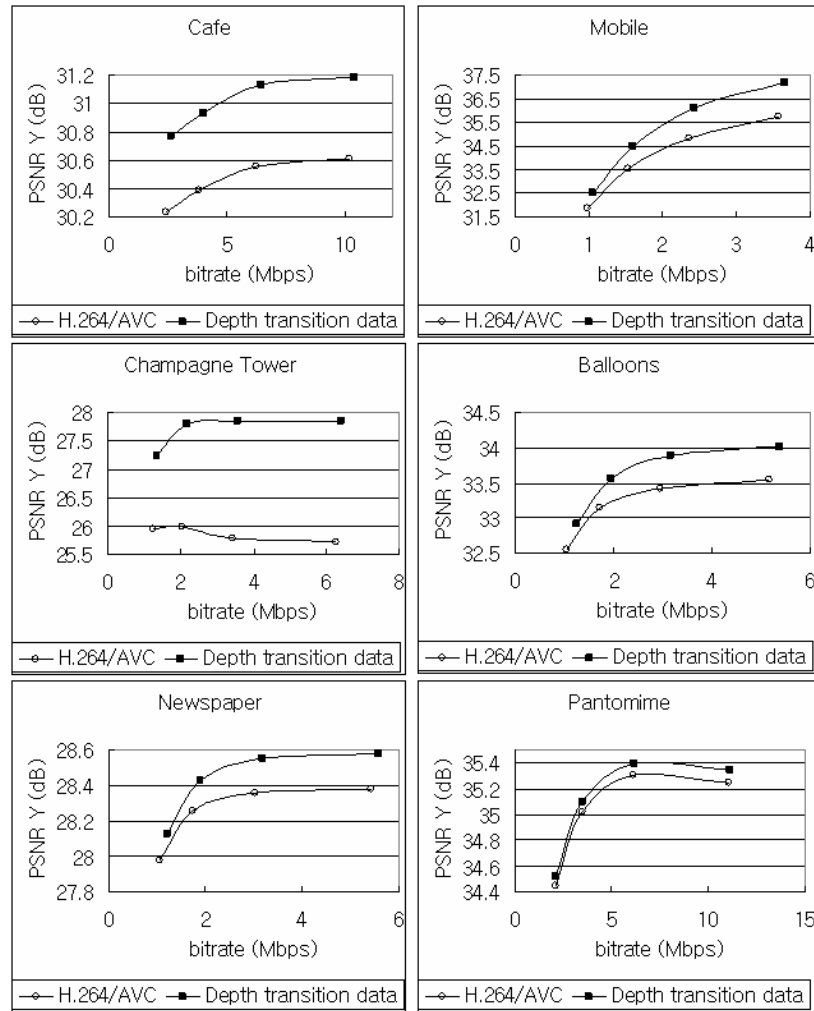 Cafe
PSNR Y (dB)
31.2
31
30.8
30.6
30.4
30.2
0
5
10
bitrate (Mbps)
H.264/AVC
Depth transition data
Mobile
PSNR Y (dB)
37.5
36.5
35.5
34.5
33.5
32.5
31.5
0
1
2
3
4
bitrate (Mbps)
H.264/AVC
Depth transition data
Champagne Tower
PSNR Y (dB)
28
27.5
27
26.5
26
25.5
0
2
4
6
8
bitrate (Mbps)
H.264/AVC
Depth transition data
Balloons
PSNR Y (dB)
34.5
34
33.5
33
32.5
0
2
4
6
bitrate (Mbps)
H.264/AVC
Depth transition data
Newspaper
PSNR Y (dB)
28.6
28.4
28.2
28
27.8
0
2
4
6
bitrate (Mbps)
H.264/AVC
Depth transition data
Pantomime
PSNR Y (dB)
35.4
35.2
35
34.8
34.6
34.4
0
5
10
15
bitrate (Mbps)
H.264/AVC
Depth transition data